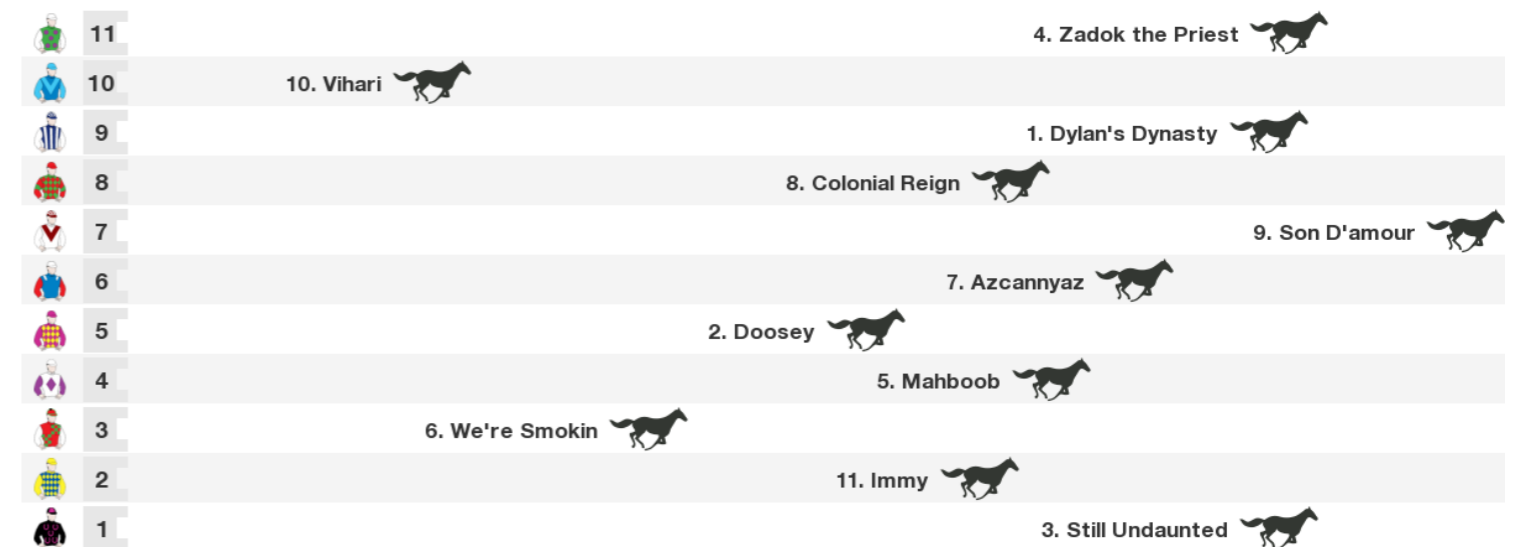 11 4. Zadok the Priest
10 10. Vihari
9 1. Dylan's Dynasty
8 8. Colonial Reign
7 9. Son D'amour
6 7. Azcannyaz
5 2. Doosey
4 5. Mahboob
3 6. We're Smokin
2 11. Immy
1 3. Still Undaunted